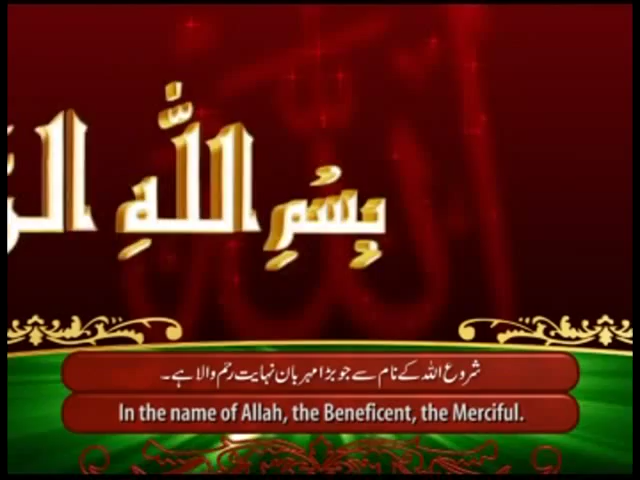 بِسْمِ اللَّهِ
شروع اللہ کے نام سے جو بڑا مہربان نہایت رحم والا ہے۔
In the name of Allah, the Beneficent, the Merciful.